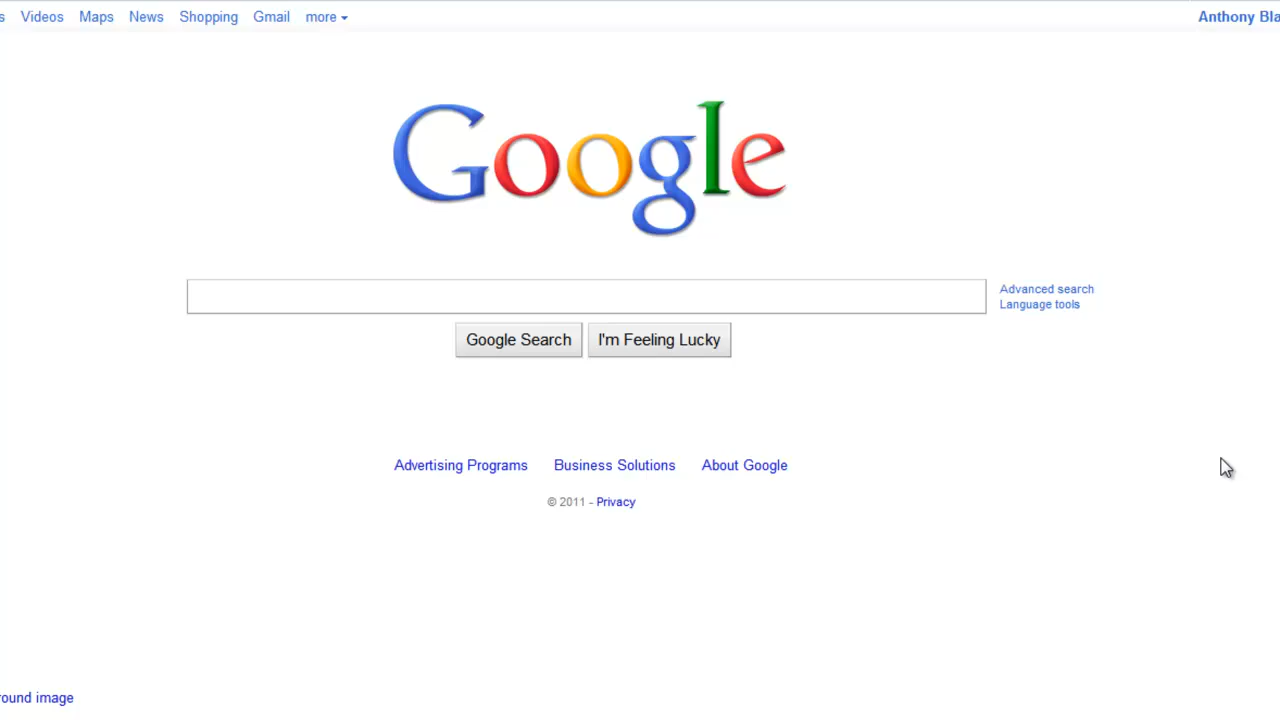 s Videos Maps News Shopping Gmail more Anthony Bla
Google
Advanced search
Language tools
Google Search I'm Feeling Lucky
Advertising Programs Business Solutions About Google
© 2011 - Privacy
round image